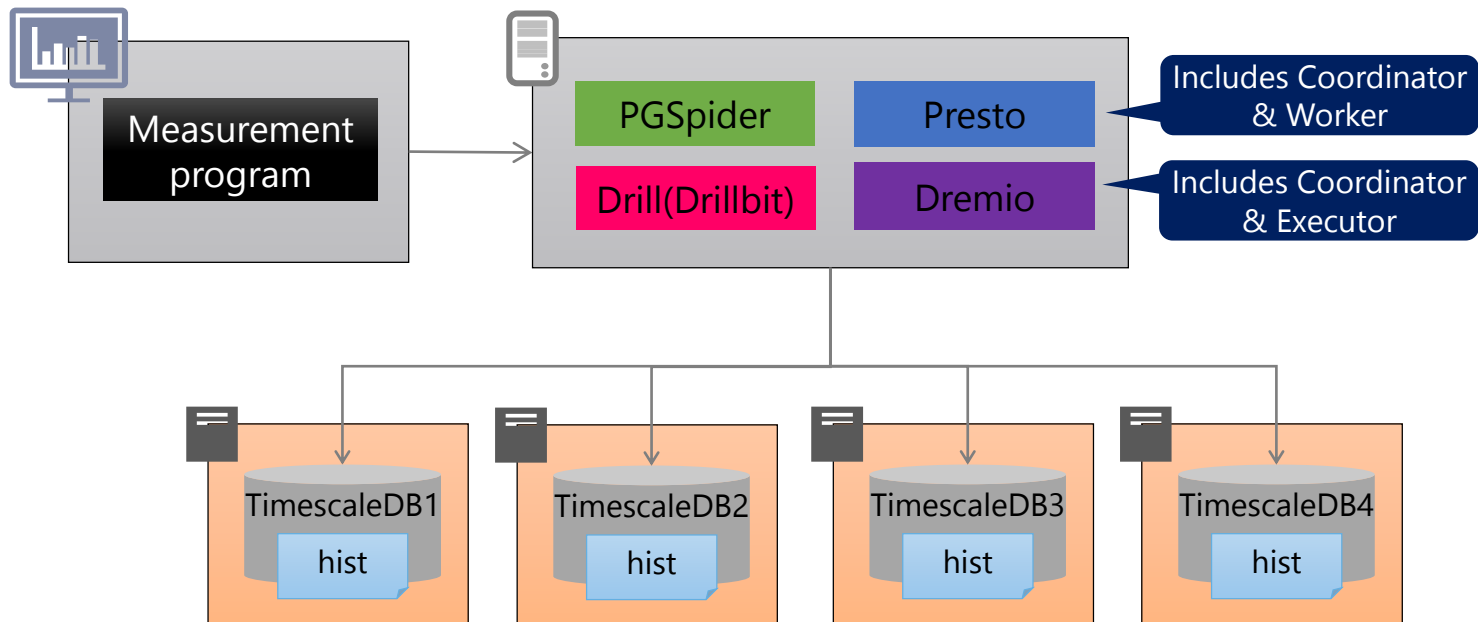 Measurement
program
PGSpider
Presto
Includes Coordinator
& Worker
Drill(Drillbit)
Dremio
Includes Coordinator
& Executor
TimescaleDB1
hist
TimescaleDB2
hist
TimescaleDB3
hist
TimescaleDB4
hist